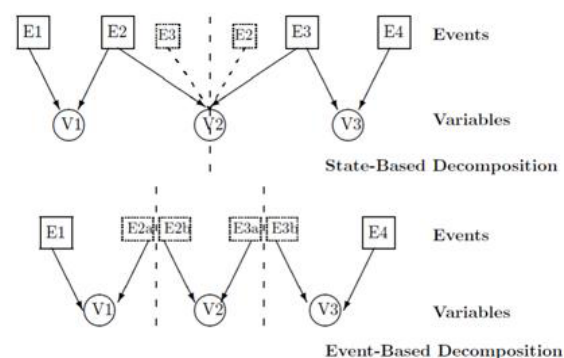 E1 E2 E3 E2 E3 E4 Events
V1 V2 V3 Variables
State-Based Decomposition
E1 E2a E2b E3a E3b E4 Events
V1 V2 V3 Variables
Event-Based Decomposition